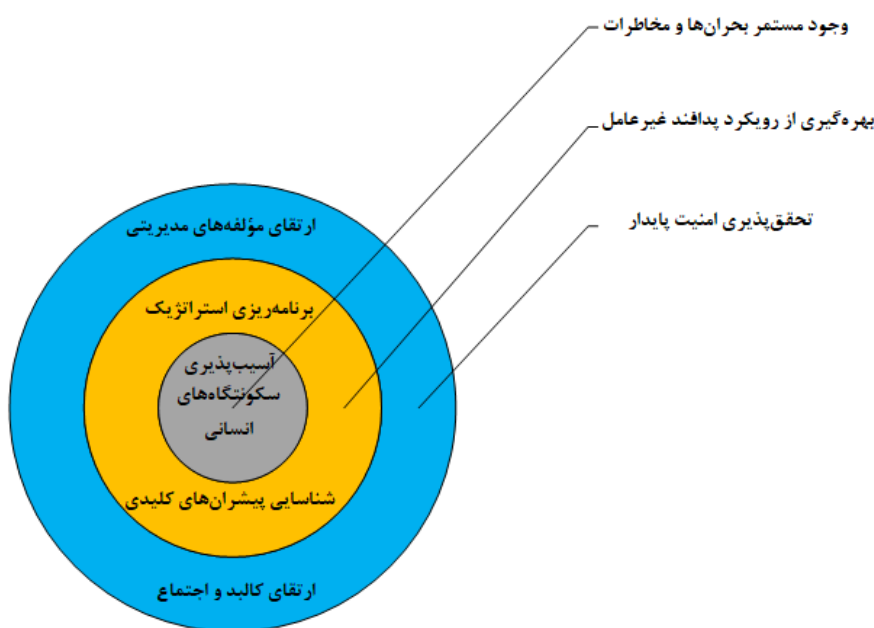 وجود مستمر بحران‌ها و مخاطرات
بهره‌گیری از رویکرد پدافند غیرعامل
تحقق‌پذیری امنیت پایدار
ارتقای مؤلفه‌های مدیریتی
برنامه‌ریزی استراتژیک
آسیب‌پذیری
سکونتگاه‌های
انسانی
شناسایی پیشران‌های کلیدی
ارتقای کالبد و اجتماع